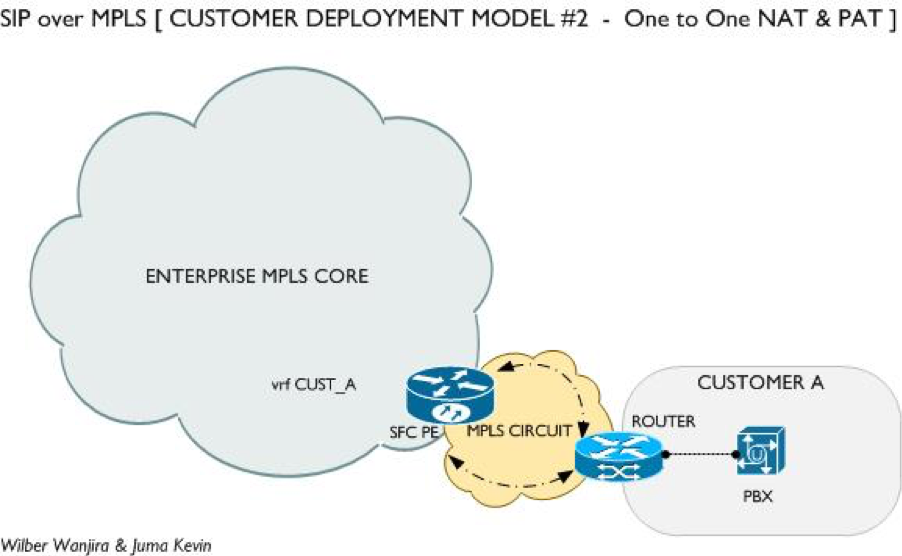 SIP over MPLS [ CUSTOMER DEPLOYMENT MODEL #2 - One to One NAT & PAT ]
ENTERPRISE MPLS CORE
vrf CUST_A
SFC PE
MPLS CIRCUIT
CUSTOMER A
ROUTER
U
PBX
Wilber Wanjira & Juma Kevin